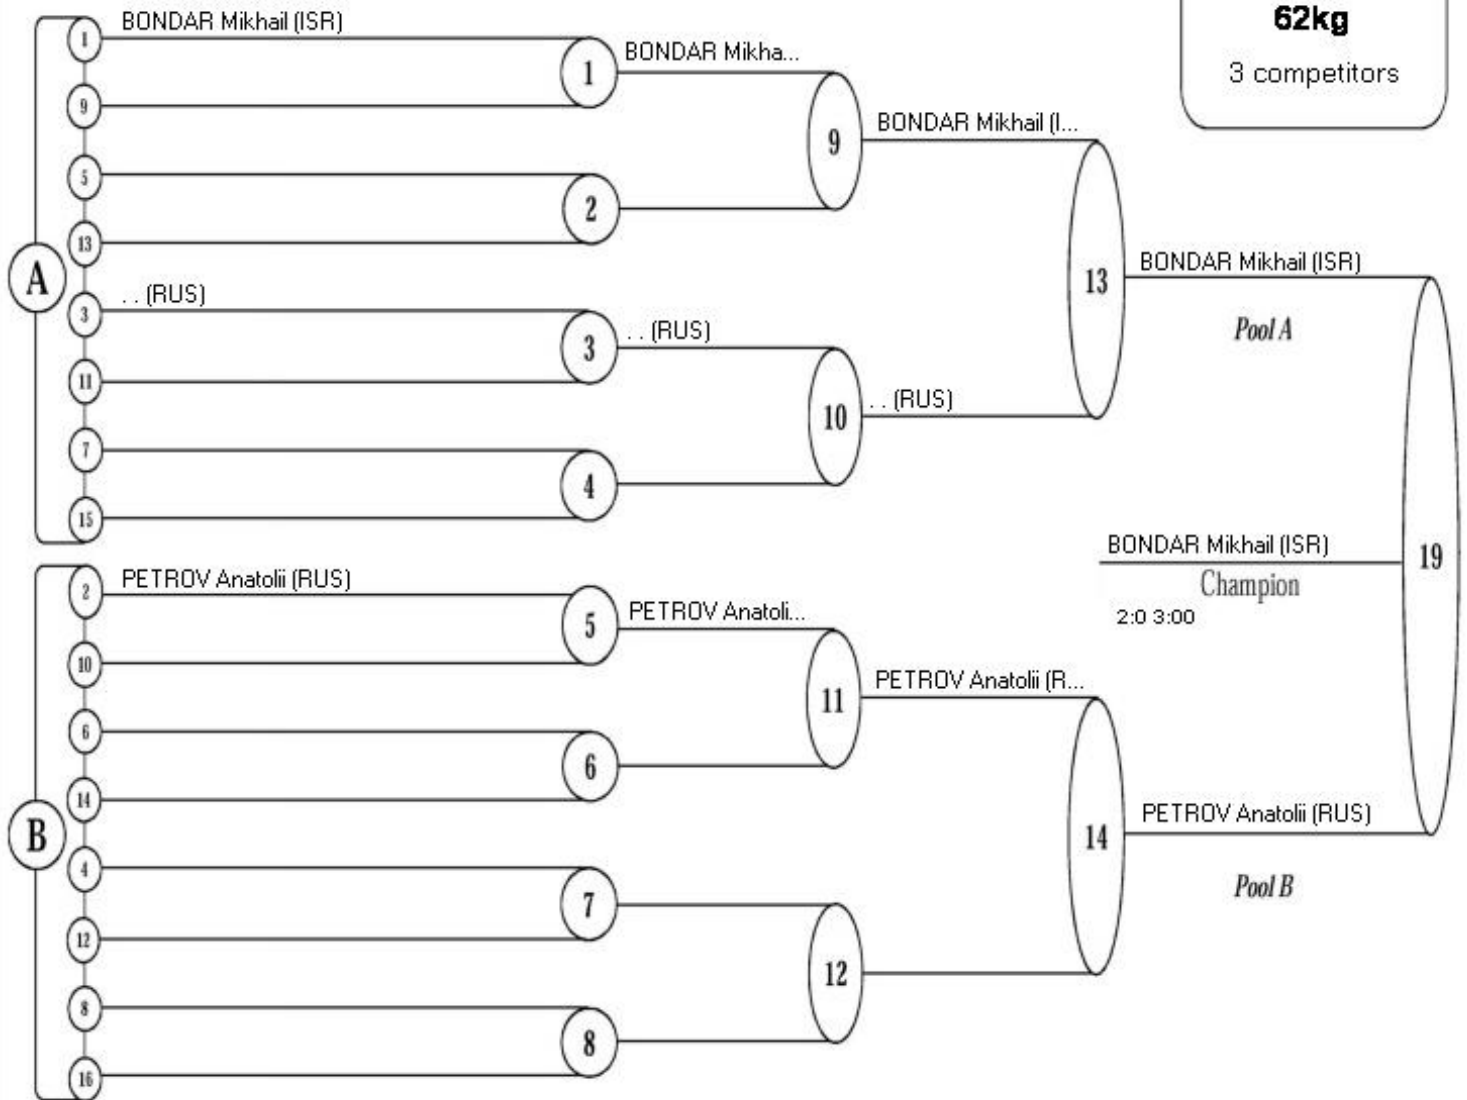 62kg
3 competitors
A
1
BONDAR Mikhail (ISR)
9
1
BONDAR Mikha...
5
13
2
9
BONDAR Mikhail (I...
3
. . (RUS)
11
3
. . (RUS)
7
15
4
10
. . (RUS)
13
BONDAR Mikhail (ISR)
Pool A
B
2
PETROV Anatolii (RUS)
10
5
PETROV Anatoli...
6
14
6
11
PETROV Anatolii (R...
4
12
7
8
16
8
12
14
PETROV Anatolii (RUS)
Pool B
19
BONDAR Mikhail (ISR)
Champion
2:0 3:00